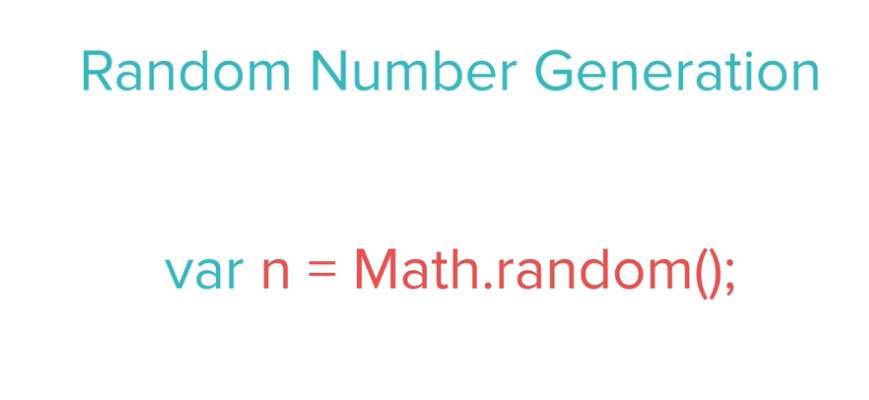 Random Number Generation
var n = Math.random();